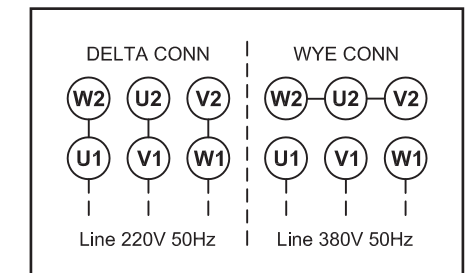 DELTA CONN WYE CONN
W2 U2 V2 W2 U2 V2
U1 V1 W1 U1 V1 W1
Line 220V 50Hz Line 380V 50Hz